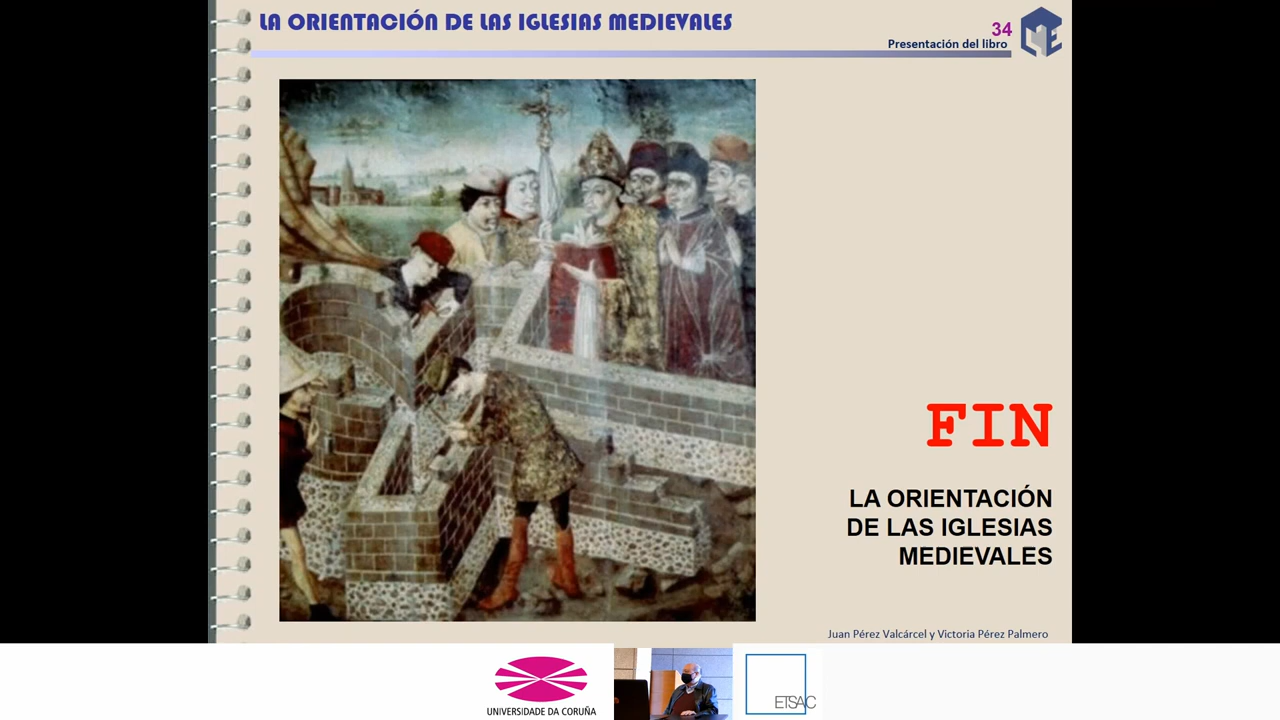 LA ORIENTACIÓN DE LAS IGLESIAS MEDIEVALES
34
Presentación del libro
FIN
LA ORIENTACIÓN
DE LAS IGLESIAS
MEDIEVALES
Juan Pérez Valcárcel y Victoria Pérez Palmero
UNIVERSIDADE DA CORUÑA
ETSAC